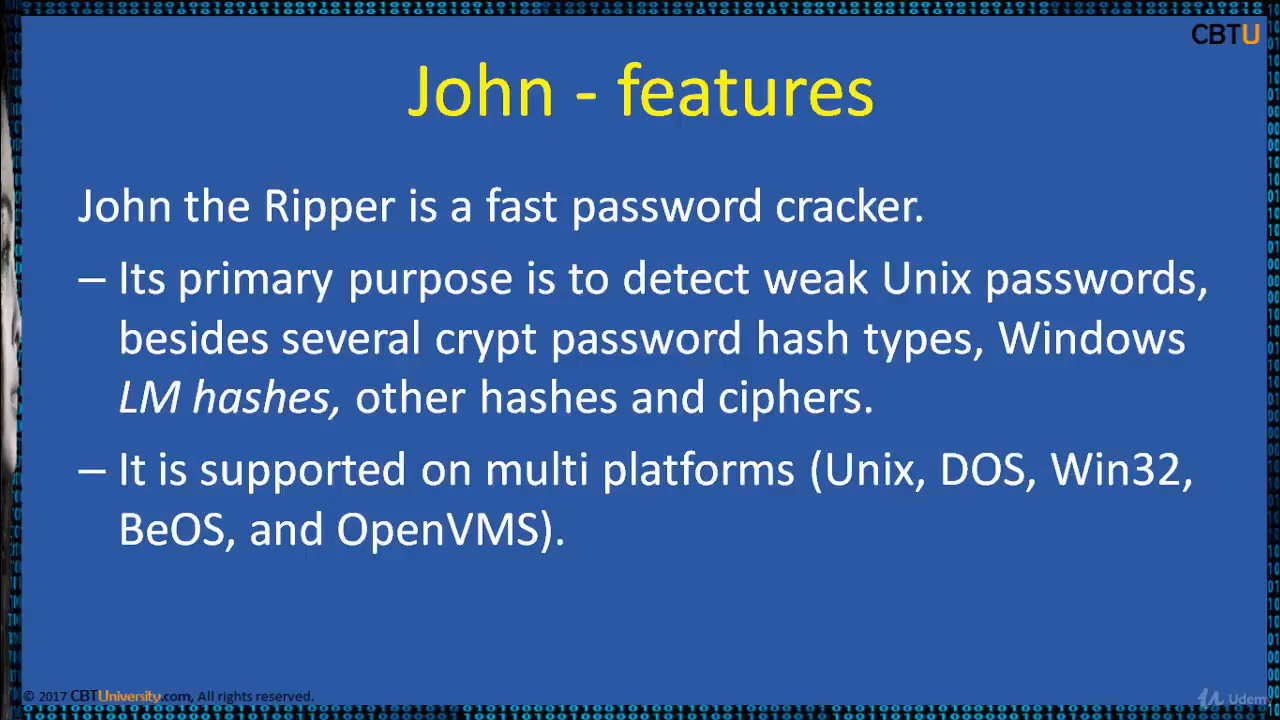 CBTU
John - features
John the Ripper is a fast password cracker.
– Its primary purpose is to detect weak Unix passwords,
besides several crypt password hash types, Windows
LM hashes, other hashes and ciphers.
– It is supported on multi platforms (Unix, DOS, Win32,
BeOS, and OpenVMS).
© 2017 CBTUniversity.com, All rights reserved.
Udemy